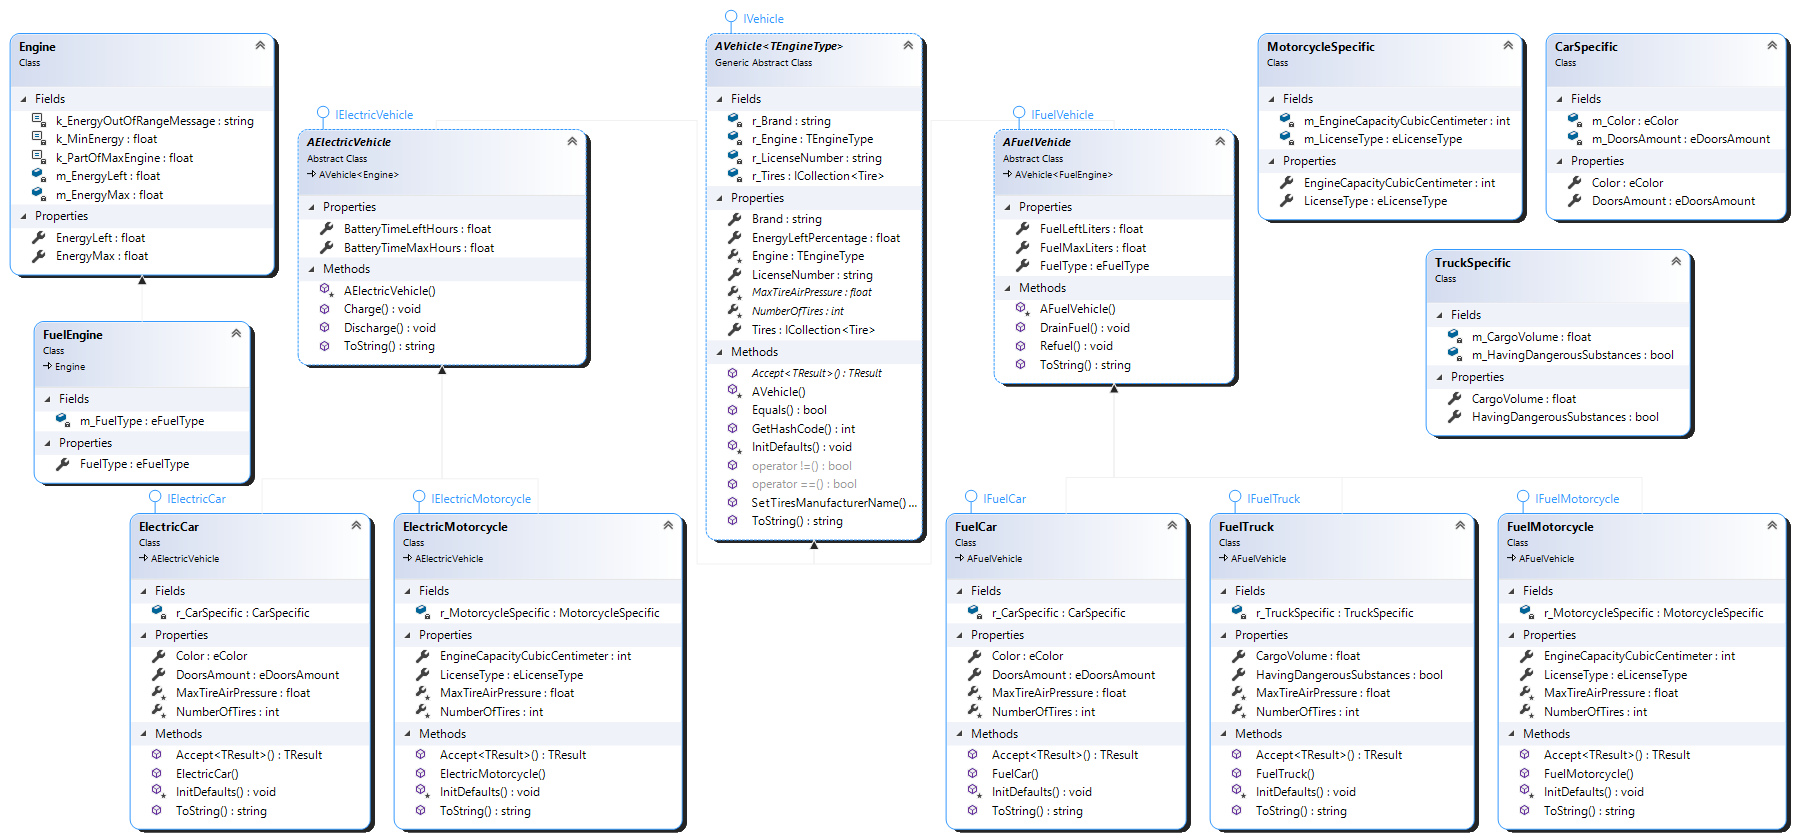 Engine
Class
Fields
k_EnergyOutOfRangeMessage : string
k_MinEnergy : float
k_PartOfMaxEngine : float
m_EnergyLeft : float
m_EnergyMax : float
Properties
EnergyLeft : float
EnergyMax : float
FuelEngine
Class
Engine
Fields
m_FuelType : eFuelType
Properties
FuelType : eFuelType
IElectricVehicle
AElectricVehicle
Abstract Class
AVehicle<Engine>
Properties
BatteryTimeLeftHours : float
BatteryTimeMaxHours : float
Methods
AElectricVehicle()
Charge() : void
Discharge() : void
ToString() : string
IVehicle
AVehicle<TEngineType>
Generic Abstract Class
Fields
r_Brand : string
r_Engine : TEngineType
r_LicenseNumber : string
r_Tires : ICollection<Tire>
Properties
Brand : string
EnergyLeftPercentage : float
Engine : TEngineType
LicenseNumber : string
MaxTireAirPressure : float
NumberOfTires : int
Tires : ICollection<Tire>
Methods
Accept<TResult>() : TResult
AVehicle()
Equals() : bool
GetHashCode() : int
InitDefaults() : void
operator !=() : bool
operator ==() : bool
SetTiresManufacturerName() ...
ToString() : string
IFuelVehicle
AFuelVehicle
Abstract Class
AVehicle<FuelEngine>
Properties
FuelLeftLiters : float
FuelMaxLiters : float
FuelType : eFuelType
Methods
AFuelVehicle()
DrainFuel() : void
Refuel() : void
ToString() : string
MotorcycleSpecific
Class
Fields
m_EngineCapacityCubicCentimeter : int
m_LicenseType : eLicenseType
Properties
EngineCapacityCubicCentimeter : int
LicenseType : eLicenseType
CarSpecific
Class
Fields
m_Color : eColor
m_DoorsAmount : eDoorsAmount
Properties
Color : eColor
DoorsAmount : eDoorsAmount
TruckSpecific
Class
Fields
m_CargoVolume : float
m_HavingDangerousSubstances : bool
Properties
CargoVolume : float
HavingDangerousSubstances : bool
IElectricCar
ElectricCar
Class
AElectricVehicle
Fields
r_CarSpecific : CarSpecific
Properties
Color : eColor
DoorsAmount : eDoorsAmount
MaxTireAirPressure : float
NumberOfTires : int
Methods
Accept<TResult>() : TResult
ElectricCar()
InitDefaults() : void
ToString() : string
IElectricMotorcycle
ElectricMotorcycle
Class
AElectricVehicle
Fields
r_MotorcycleSpecific : MotorcycleSpecific
Properties
EngineCapacityCubicCentimeter : int
LicenseType : eLicenseType
MaxTireAirPressure : float
NumberOfTires : int
Methods
Accept<TResult>() : TResult
ElectricMotorcycle()
InitDefaults() : void
ToString() : string
IFuelCar
FuelCar
Class
AFuelVehicle
Fields
r_CarSpecific : CarSpecific
Properties
Color : eColor
DoorsAmount : eDoorsAmount
MaxTireAirPressure : float
NumberOfTires : int
Methods
Accept<TResult>() : TResult
FuelCar()
InitDefaults() : void
ToString() : string
IFuelTruck
FuelTruck
Class
AFuelVehicle
Fields
r_TruckSpecific : TruckSpecific
Properties
CargoVolume : float
HavingDangerousSubstances : bool
MaxTireAirPressure : float
NumberOfTires : int
Methods
Accept<TResult>() : TResult
FuelTruck()
InitDefaults() : void
ToString() : string
IFuelMotorcycle
FuelMotorcycle
Class
AFuelVehicle
Fields
r_MotorcycleSpecific : MotorcycleSpecific
Properties
EngineCapacityCubicCentimeter : int
LicenseType : eLicenseType
MaxTireAirPressure : float
NumberOfTires : int
Methods
Accept<TResult>() : TResult
FuelMotorcycle()
InitDefaults() : void
ToString() : string